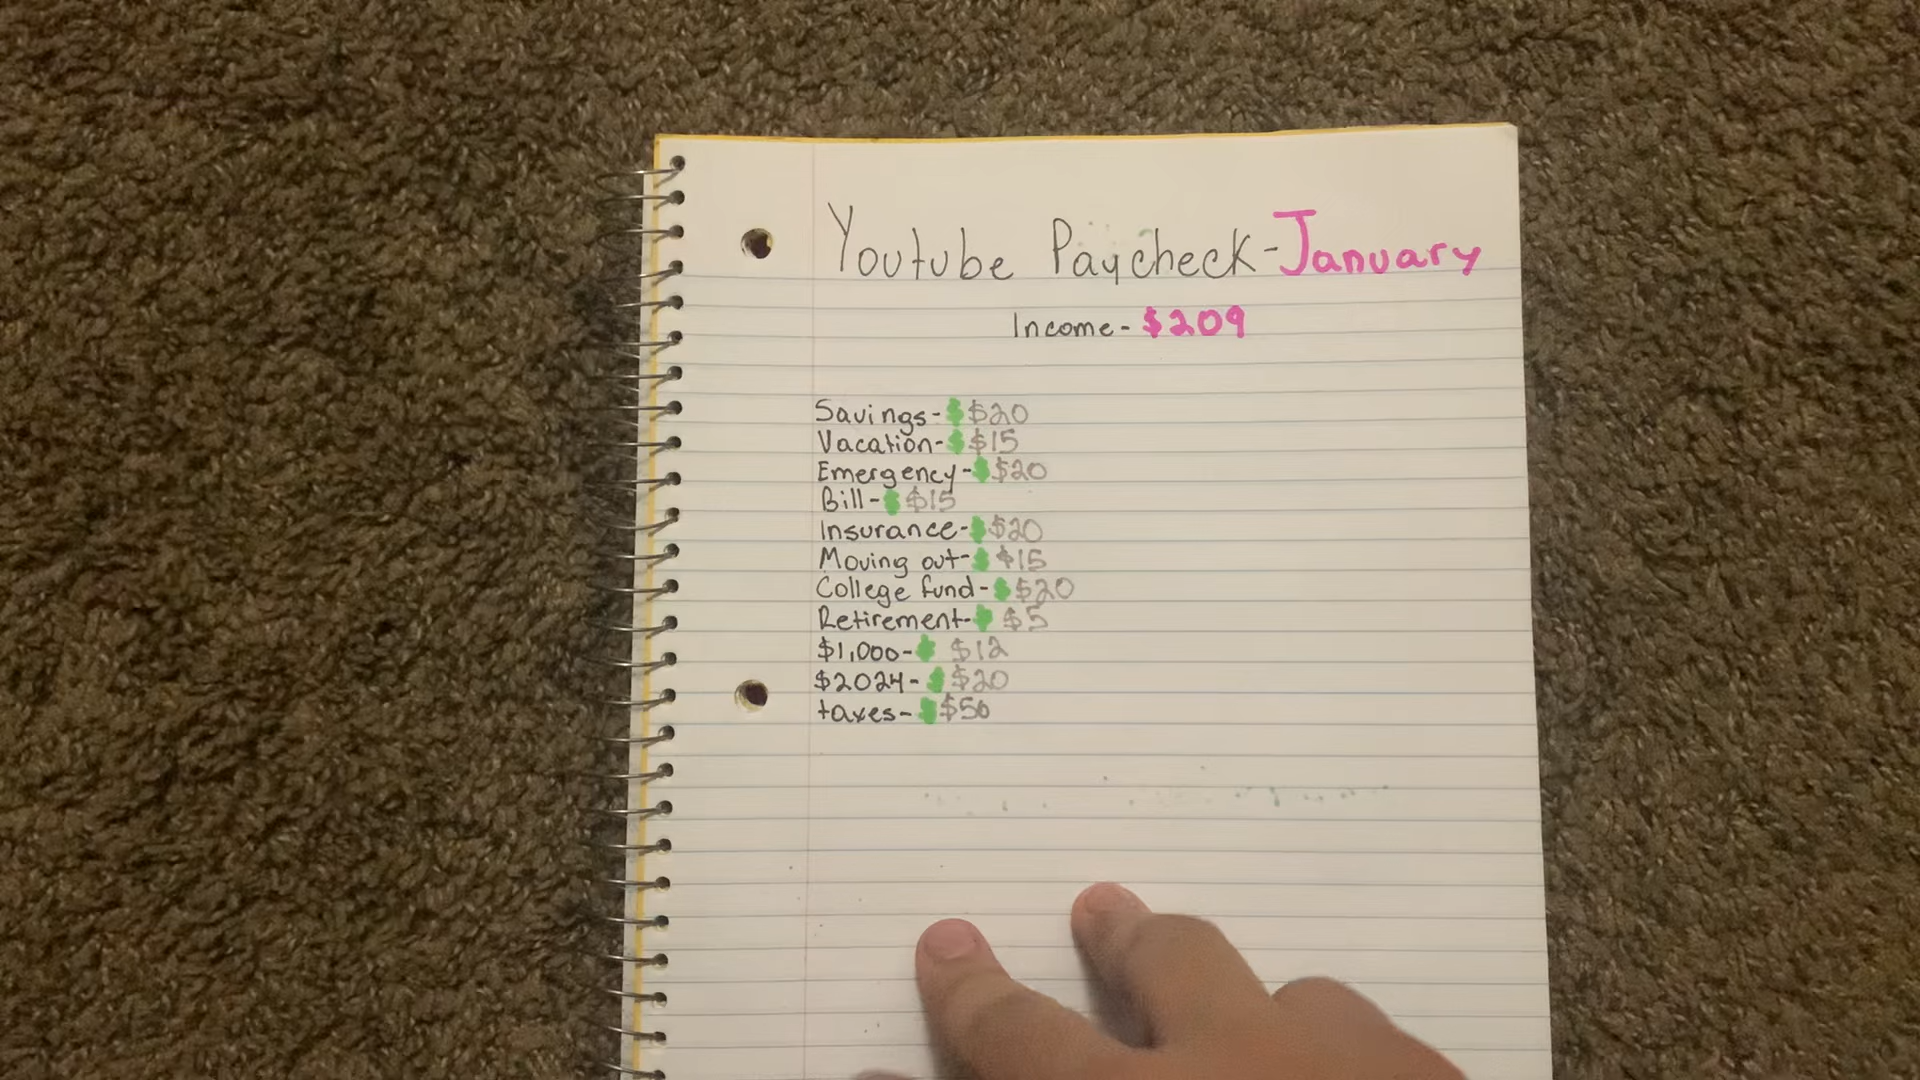 Youtube Paycheck-January
Income-$209
Savings-$ $20
Vacation-$ $15
Emergency-$ $20
Bill-$ $15
Insurance-$ $20
Moving out-$ $15
College fund-$ $20
Retirement-$ $5
$1,000-$ $12
$2024-$ $20
taxes-$ $50